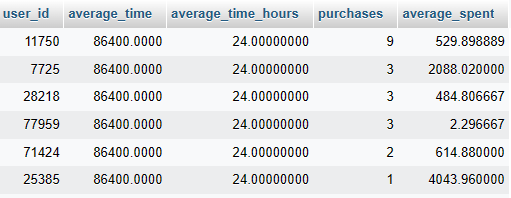 user_id average_time average_time_hours purchases average_spent
11750 86400.0000 24.00000000 9 529.898889
7725 86400.0000 24.00000000 3 2088.020000
28218 86400.0000 24.00000000 3 484.806667
77959 86400.0000 24.00000000 3 2.296667
71424 86400.0000 24.00000000 2 614.880000
25385 86400.0000 24.00000000 1 4043.960000